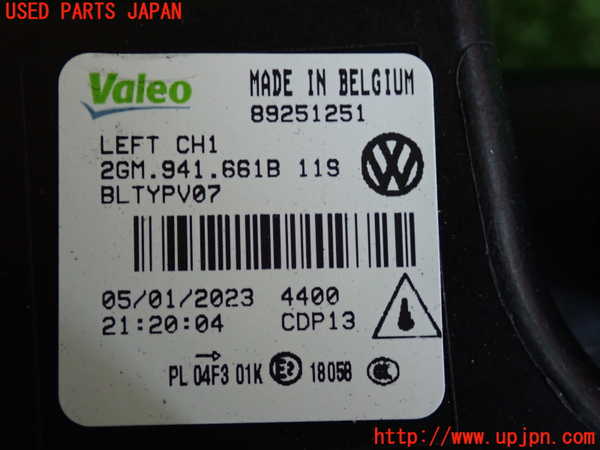 USED PARTS JAPAN
Valeo
MADE IN BELGIUM
89251251
LEFT CH1
2GM.941.661B 11S
BLTYPV07
05/01/2023 4400
21:20:04 CDP13
PL 04F3 01K 18058
http://www.upjpn.com/